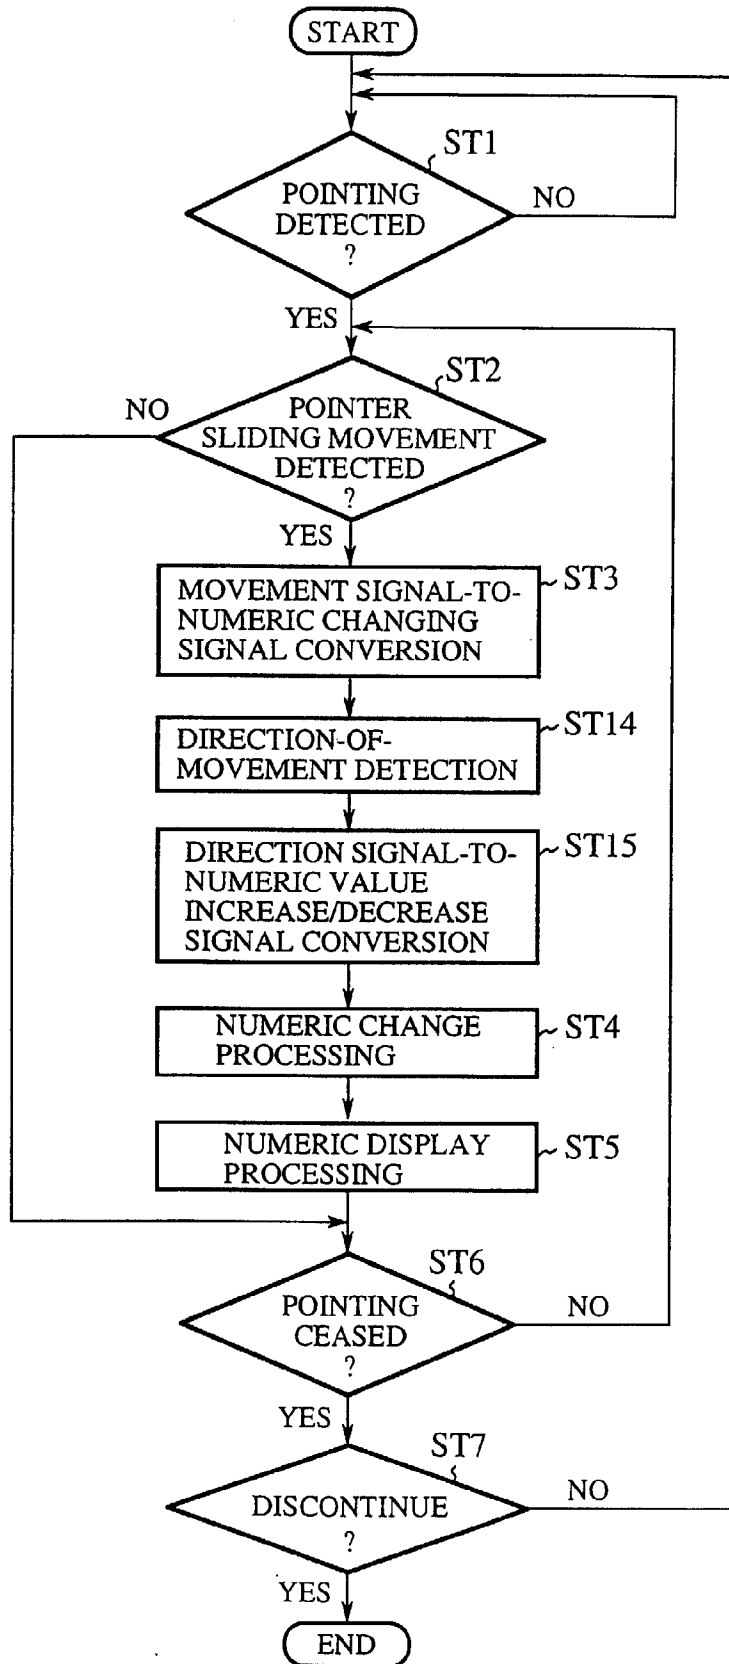 START
ST1
POINTING
DETECTED
?
NO
YES
ST2
NO
POINTER
SLIDING MOVEMENT
DETECTED
?
YES
ST3
MOVEMENT SIGNAL-TO-
NUMERIC CHANGING
SIGNAL CONVERSION
ST14
DIRECTION-OF-
MOVEMENT DETECTION
ST15
DIRECTION SIGNAL-TO-
NUMERIC VALUE
INCREASE/DECREASE
SIGNAL CONVERSION
ST4
NUMERIC CHANGE
PROCESSING
ST5
NUMERIC DISPLAY
PROCESSING
ST6
POINTING
CEASED
?
NO
YES
ST7
DISCONTINUE
?
NO
YES
END